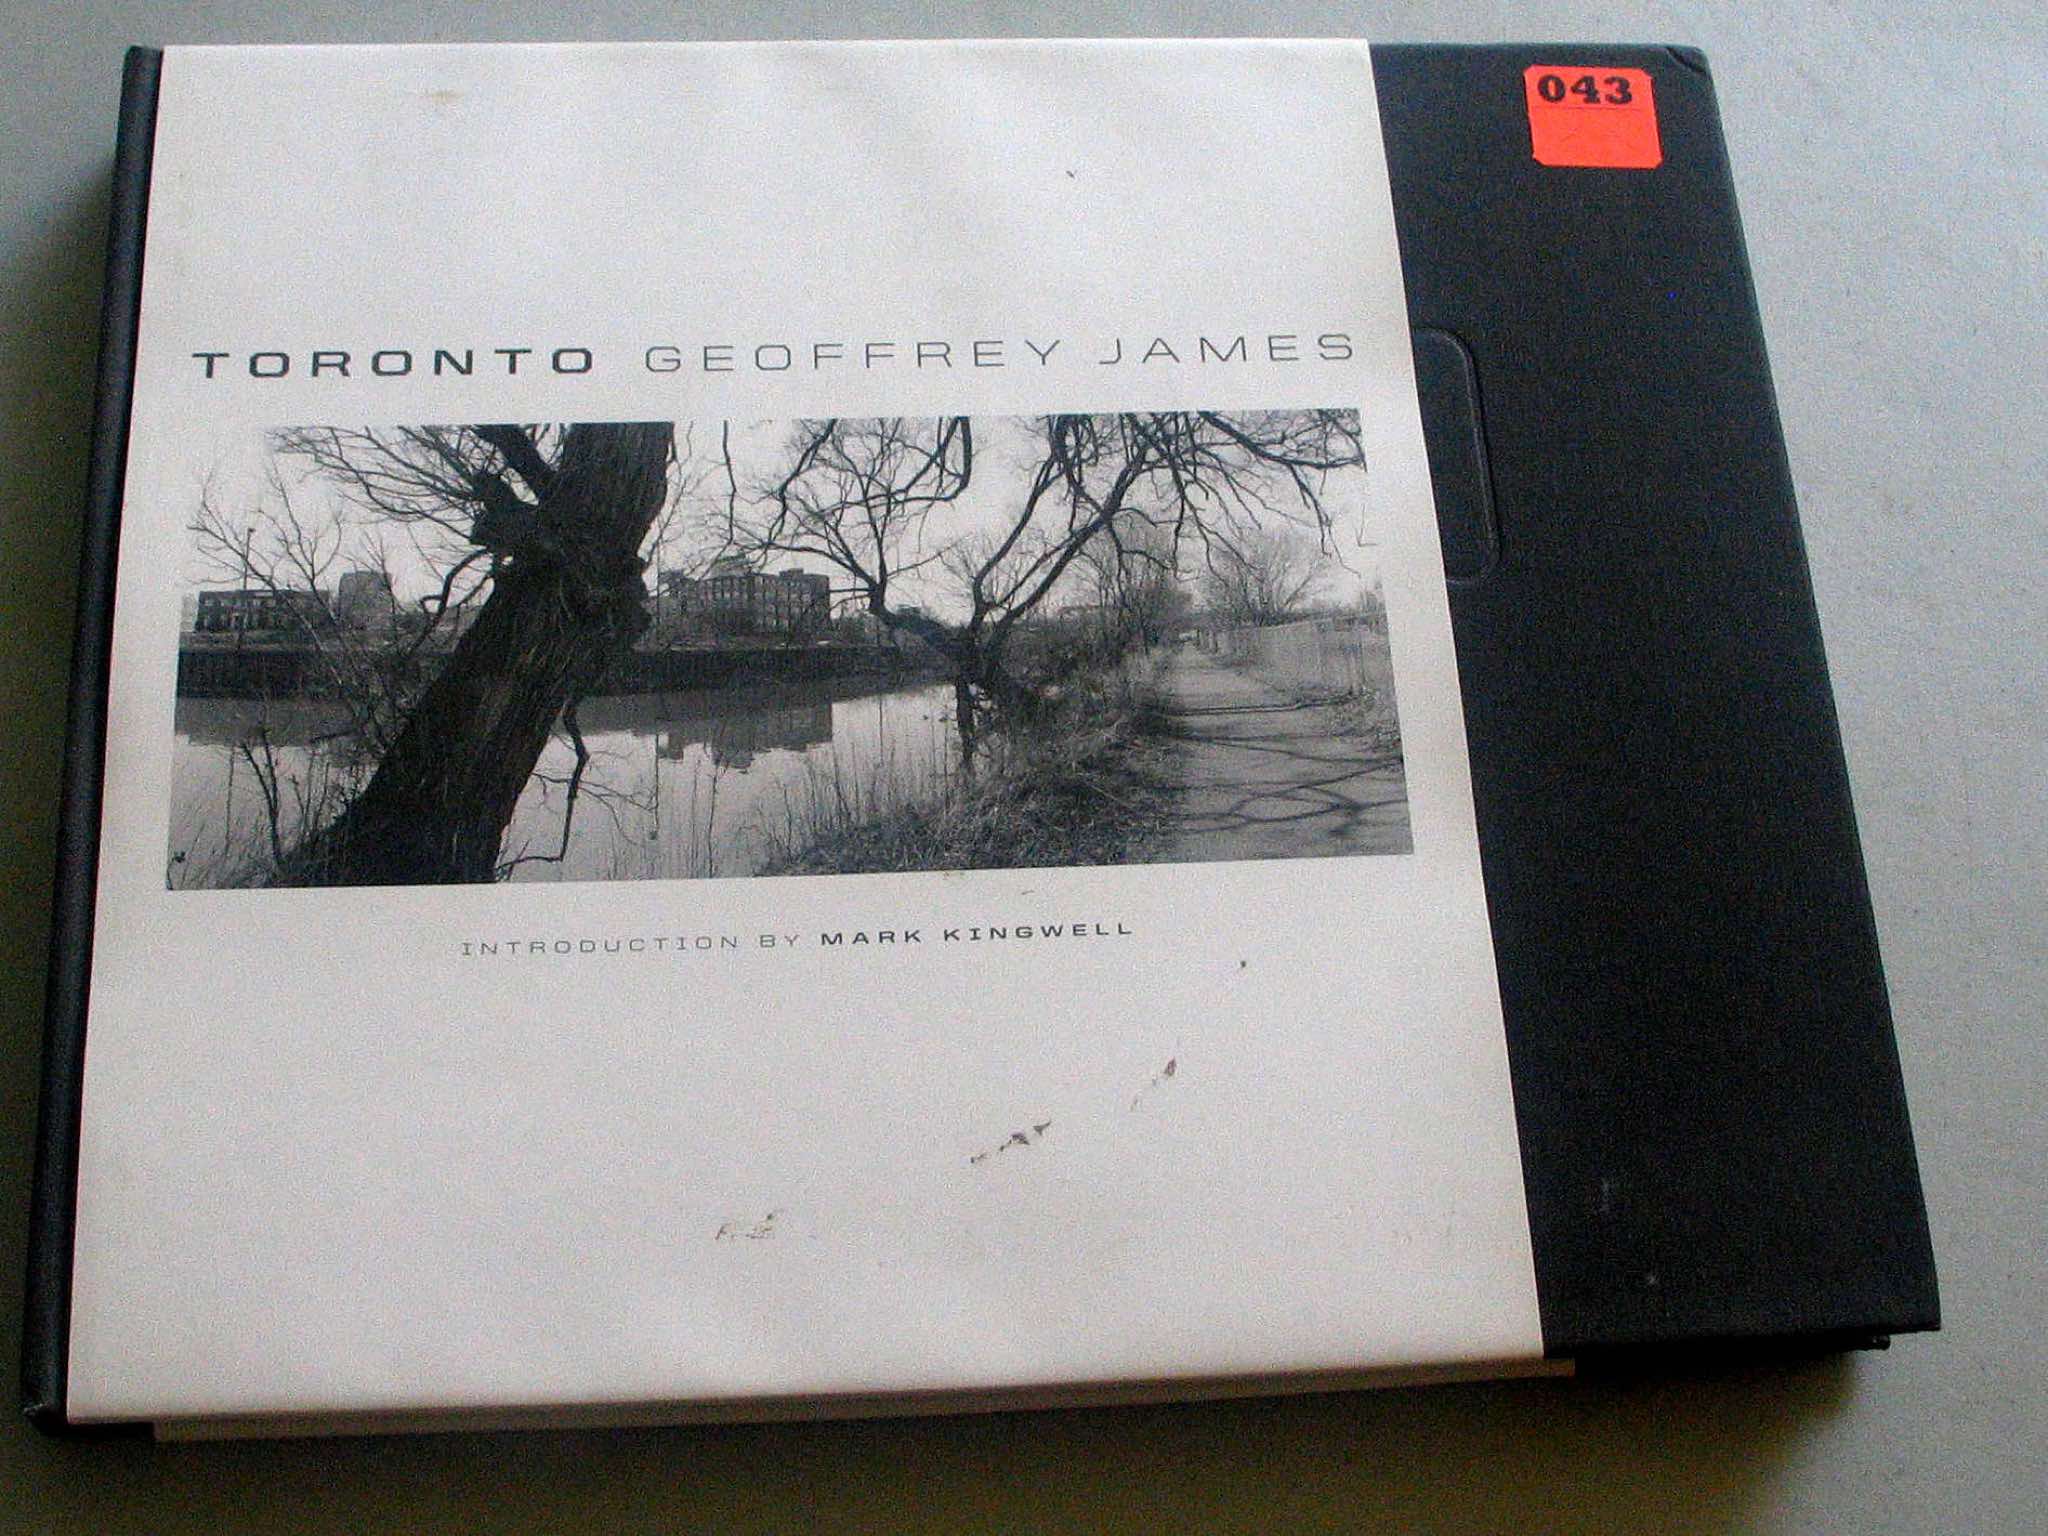 043
TORONTO GEOFFREY JAMES
INTRODUCTION BY MARK KINGWELL